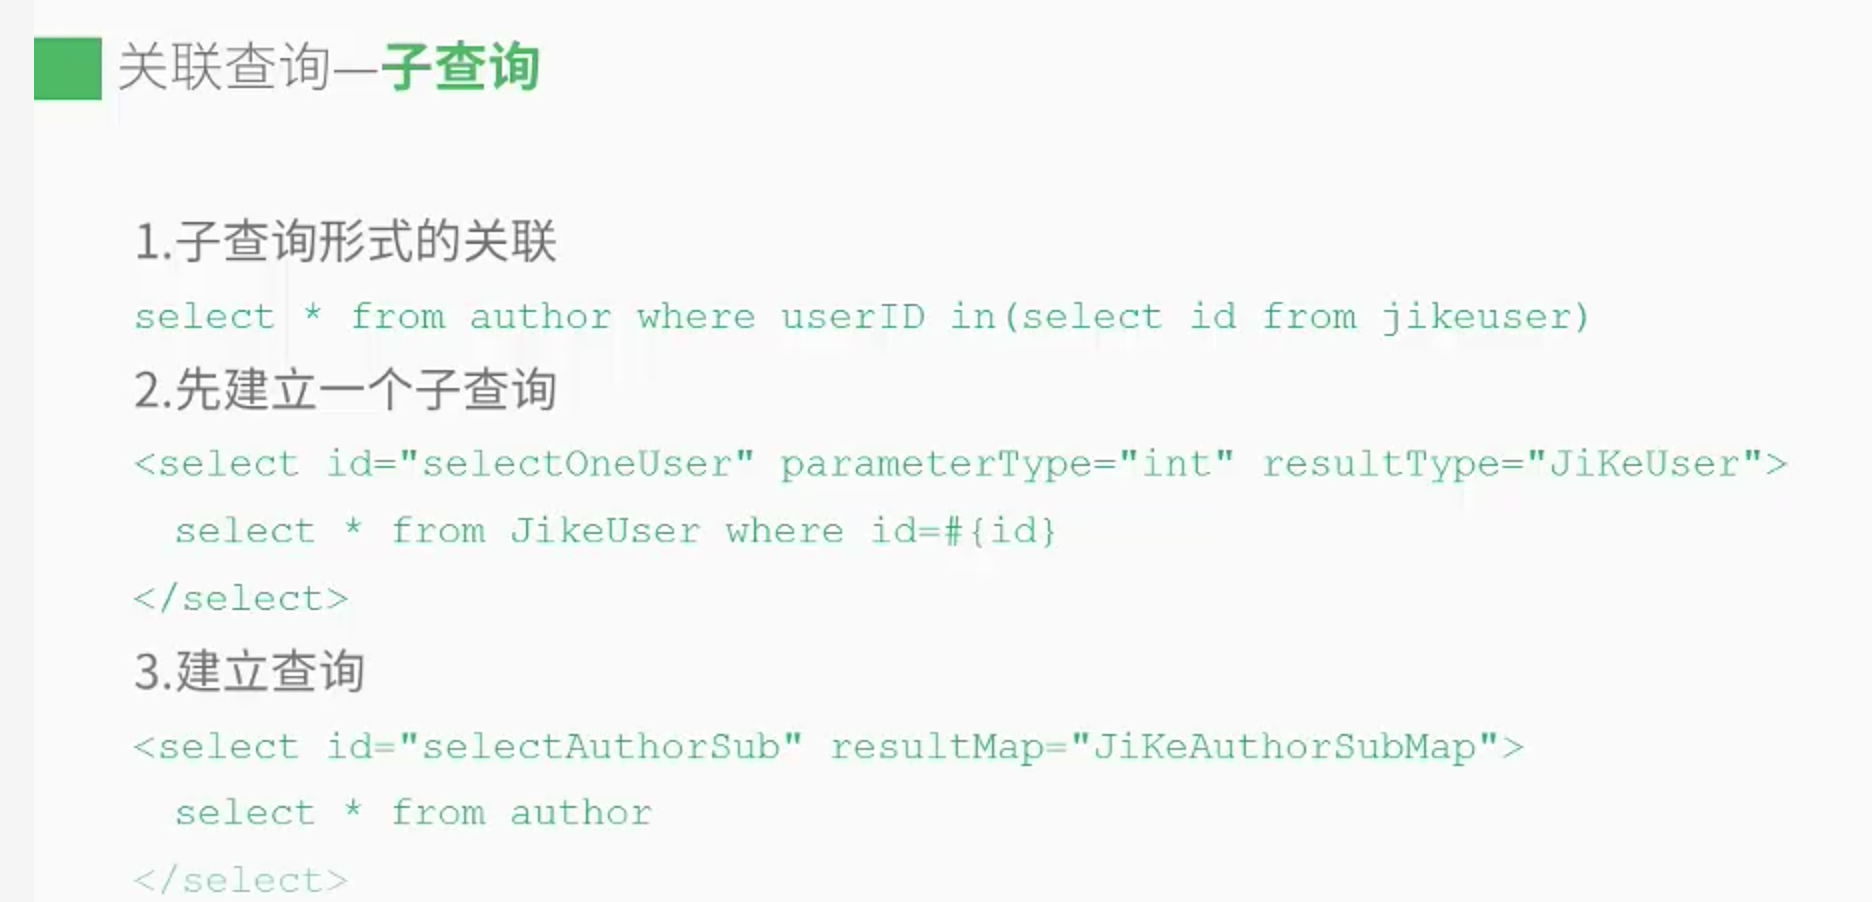 关联查询—子查询
1.子查询形式的关联
select * from author where userID in(select id from jikeuser)
2.先建立一个子查询
<select id="selectOneUser" parameterType="int" resultType="JiKeUser">
select * from JikeUser where id=#{id}
</select>
3.建立查询
<select id="selectAuthorSub" resultMap="JiKeAuthorSubMap">
select * from author
</select>